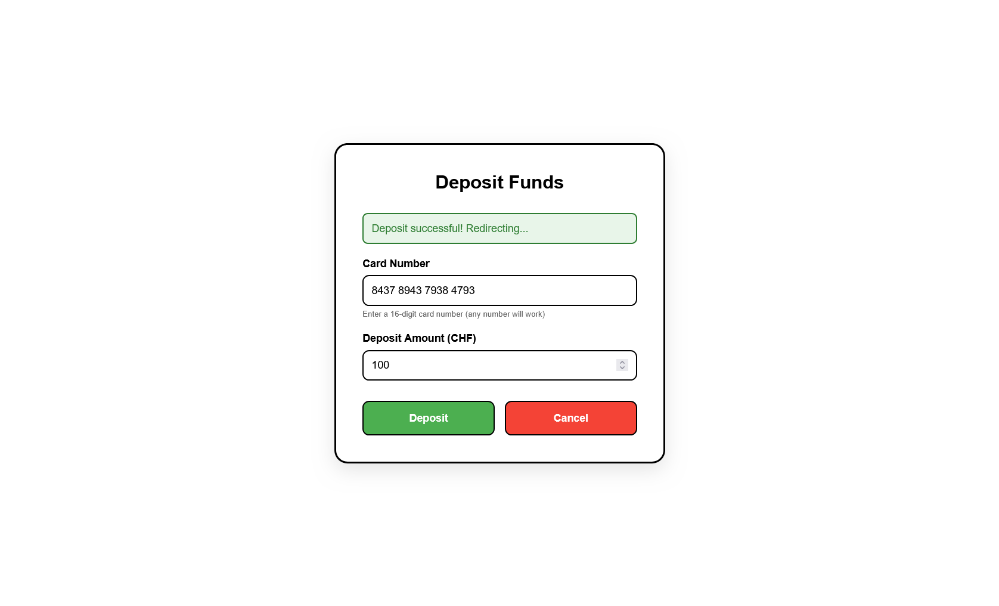 Deposit Funds
Deposit successful! Redirecting...
Card Number
8437 8943 7938 4793
Enter a 16-digit card number (any number will work)
Deposit Amount (CHF)
100
Deposit
Cancel